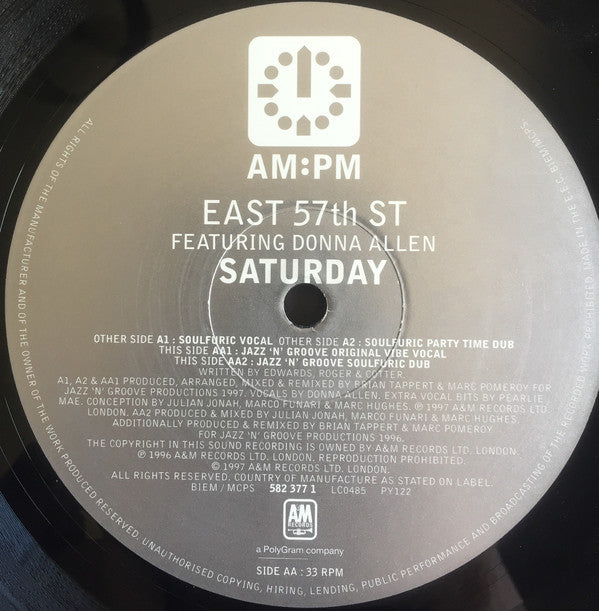 AM:PM
EAST 57th ST
FEATURING DONNA ALLEN
SATURDAY
OTHER SIDE A1 : SOULFURIC VOCAL OTHER SIDE A2 : SOULFURIC PARTY TIME DUB
THIS SIDE AA1 : JAZZ 'N' GROOVE ORIGINAL VIBE VOCAL
THIS SIDE AA2 : JAZZ 'N' GROOVE SOULFURIC DUB
WRITTEN BY EDWARDS, ROGER & COTTER.
A1, A2 & AA1 PRODUCED, ARRANGED, MIXED & REMIXED BY BRIAN TAPPERT & MARC POMEROY FOR
JAZZ 'N' GROOVE PRODUCTIONS 1997. VOCALS BY DONNA ALLEN. EXTRA VOCAL BITS BY PEARLIE
MAE. CONCEPTION BY JULIAN JONAH, MARCO FUNARI & MARC HUGHES. ℗ 1997 A&M RECORDS LTD.
LONDON. AA2 PRODUCED & MIXED BY JULIAN JONAH, MARCO FUNARI & MARC HUGHES.
ADDITIONALLY PRODUCED & REMIXED BY BRIAN TAPPERT & MARC POMEROY
FOR JAZZ 'N' GROOVE PRODUCTIONS 1996.
THE COPYRIGHT IN THIS SOUND RECORDING IS OWNED BY A&M RECORDS LTD. LONDON.
℗ 1996 A&M RECORDS LTD. LONDON. REPRODUCTION PROHIBITED.
© 1997 A&M RECORDS LTD. LONDON.
ALL RIGHTS RESERVED. COUNTRY OF MANUFACTURE AS STATED ON LABEL.
BIEM / MCPS 582 377 1 LC0485 PY122
AM
RECORDS
a PolyGram company
SIDE AA : 33 RPM
ALL RIGHTS OF THE MANUFACTURER AND OF THE OWNER OF THE WORK PRODUCED RESERVED. UNAUTHORISED COPYING, HIRING, LENDING, PUBLIC PERFORMANCE AND BROADCASTING OF THE RECORDED WORK PROHIBITED. MADE IN THE E.E.C. BIEM/MCPS.